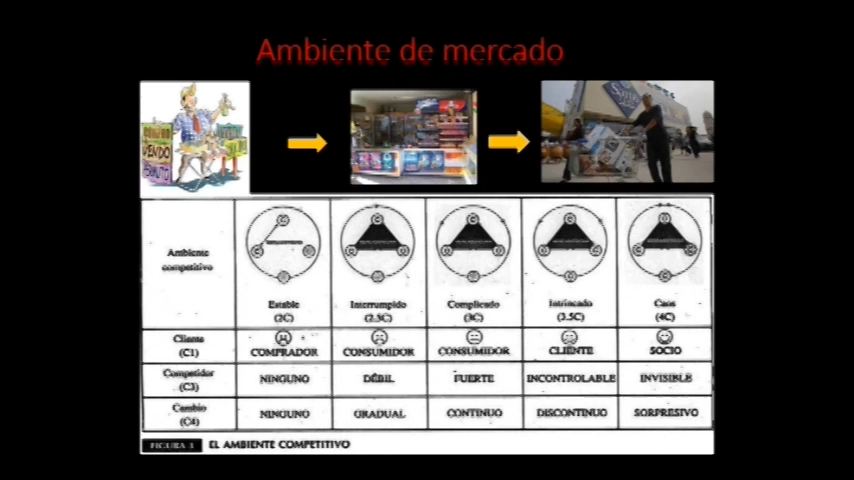 Ambiente de mercado
VENDO
Ambiente
competitivo
Estable
(2C)
Interrumpido
(2.5C)
Complicado
(3C)
Intrincado
(3.5C)
Caos
(4C)
Cliente
(C1)
COMPRADOR
CONSUMIDOR
CONSUMIDOR
CLIENTE
SOCIO
Competidor
(C3)
NINGUNO
DÉBIL
FUERTE
INCONTROLABLE
INVISIBLE
Cambio
(C4)
NINGUNO
GRADUAL
CONTINUO
DISCONTINUO
SORPRESIVO
FIGURA 1 EL AMBIENTE COMPETITIVO